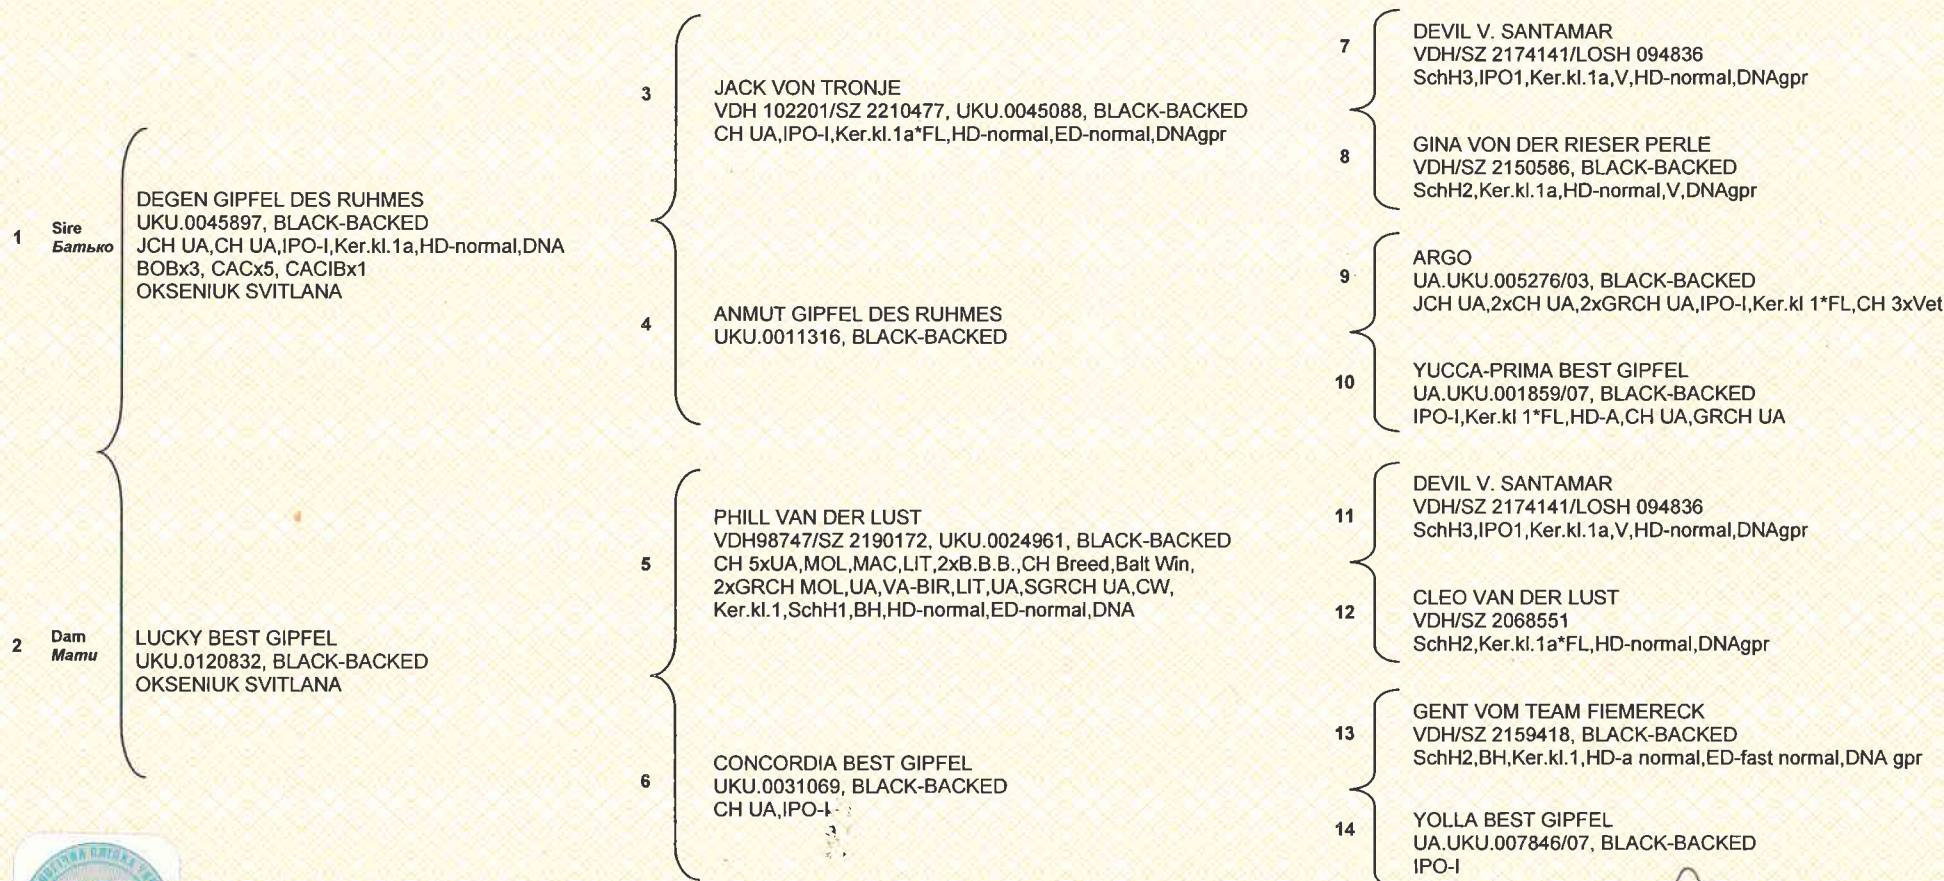 1 Sire
Батько
DEGEN GIPFEL DES RUHMES
UKU.0045897, BLACK-BACKED
JCH UA,CH UA,IPO-I,Ker.kl.1a,HD-normal,DNA
BOBx3, CACx5, CACIBx1
OKSENIUK SVITLANA
2 Dam
Мати
LUCKY BEST GIPFEL
UKU.0120832, BLACK-BACKED
OKSENIUK SVITLANA
3
JACK VON TRONJE
VDH 102201/SZ 2210477, UKU.0045088, BLACK-BACKED
CH UA,IPO-I,Ker.kl.1a*FL,HD-normal,ED-normal,DNAgpr
4
ANMUT GIPFEL DES RUHMES
UKU.0011316, BLACK-BACKED
5
PHILL VAN DER LUST
VDH98747/SZ 2190172, UKU.0024961, BLACK-BACKED
CH 5xUA,MOL,MAC,LIT,2xB.B.B.,CH Breed,Balt Win,
2xGRCH MOL,UA,VA-BIR,LIT,UA,SGRCH UA,CW,
Ker.kl.1,SchH1,BH,HD-normal,ED-normal,DNA
6
CONCORDIA BEST GIPFEL
UKU.0031069, BLACK-BACKED
CH UA,IPO-I
7
DEVIL V. SANTAMAR
VDH/SZ 2174141/LOSH 094836
SchH3,IPO1,Ker.kl.1a,V,HD-normal,DNAgpr
8
GINA VON DER RIESER PERLE
VDH/SZ 2150586, BLACK-BACKED
SchH2,Ker.kl.1a,HD-normal,V,DNAgpr
9
ARGO
UA.UKU.005276/03, BLACK-BACKED
JCH UA,2xCH UA,2xGRCH UA,IPO-I,Ker.kl 1*FL,CH 3xVet
10
YUCCA-PRIMA BEST GIPFEL
UA.UKU.001859/07, BLACK-BACKED
IPO-I,Ker.kl 1*FL,HD-A,CH UA,GRCH UA
11
DEVIL V. SANTAMAR
VDH/SZ 2174141/LOSH 094836
SchH3,IPO1,Ker.kl.1a,V,HD-normal,DNAgpr
12
CLEO VAN DER LUST
VDH/SZ 2068551
SchH2,Ker.kl.1a*FL,HD-normal,DNAgpr
13
GENT VOM TEAM FIEMERECK
VDH/SZ 2159418, BLACK-BACKED
SchH2,BH,Ker.kl.1,HD-a normal,ED-fast normal,DNA gpr
14
YOLLA BEST GIPFEL
UA.UKU.007846/07, BLACK-BACKED
IPO-I